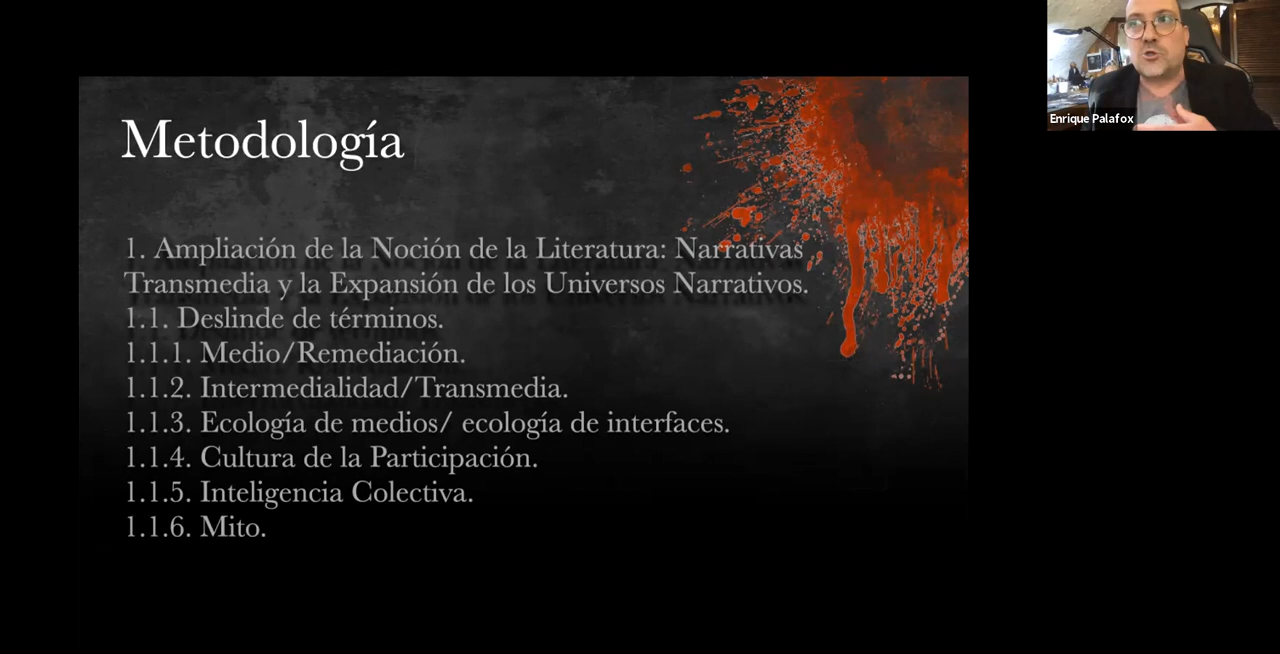 Metodología
1. Ampliación de la Noción de la Literatura: Narrativas
Transmedia y la Expansión de los Universos Narrativos.
1.1. Deslinde de términos.
1.1.1. Medio/Remediación.
1.1.2. Intermedialidad/Transmedia.
1.1.3. Ecología de medios/ ecología de interfaces.
1.1.4. Cultura de la Participación.
1.1.5. Inteligencia Colectiva.
1.1.6. Mito.
Enrique Palafox